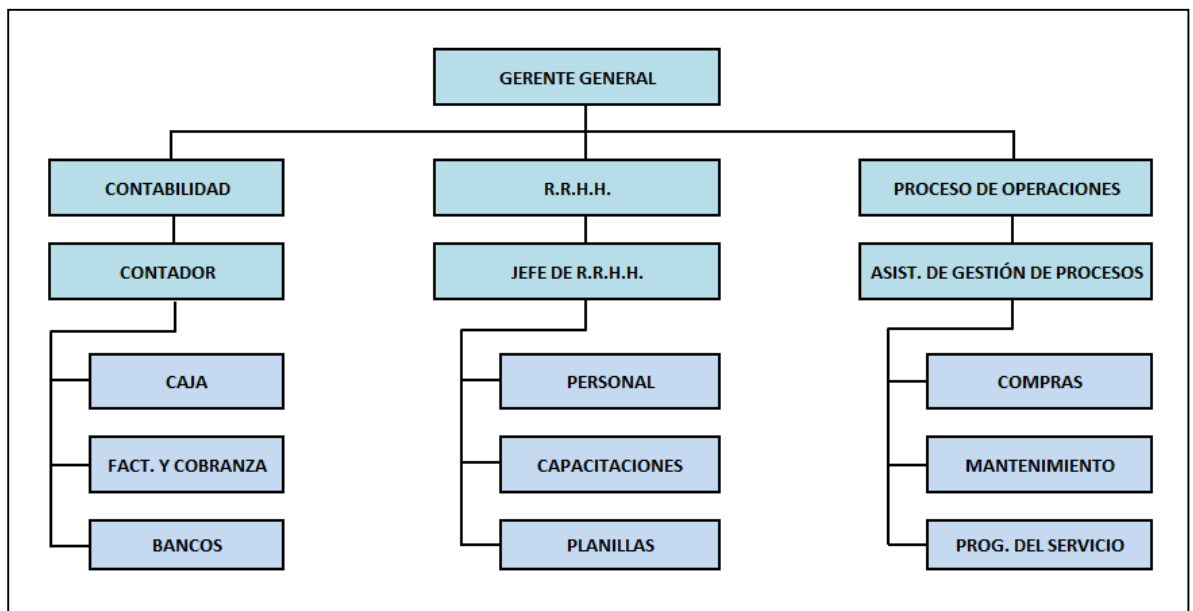 GERENTE GENERAL
CONTABILIDAD
R.R.H.H.
PROCESO DE OPERACIONES
CONTADOR
JEFE DE R.R.H.H.
ASIST. DE GESTIÓN DE PROCESOS
CAJA
PERSONAL
COMPRAS
FACT. Y COBRANZA
CAPACITACIONES
MANTENIMIENTO
BANCOS
PLANILLAS
PROG. DEL SERVICIO